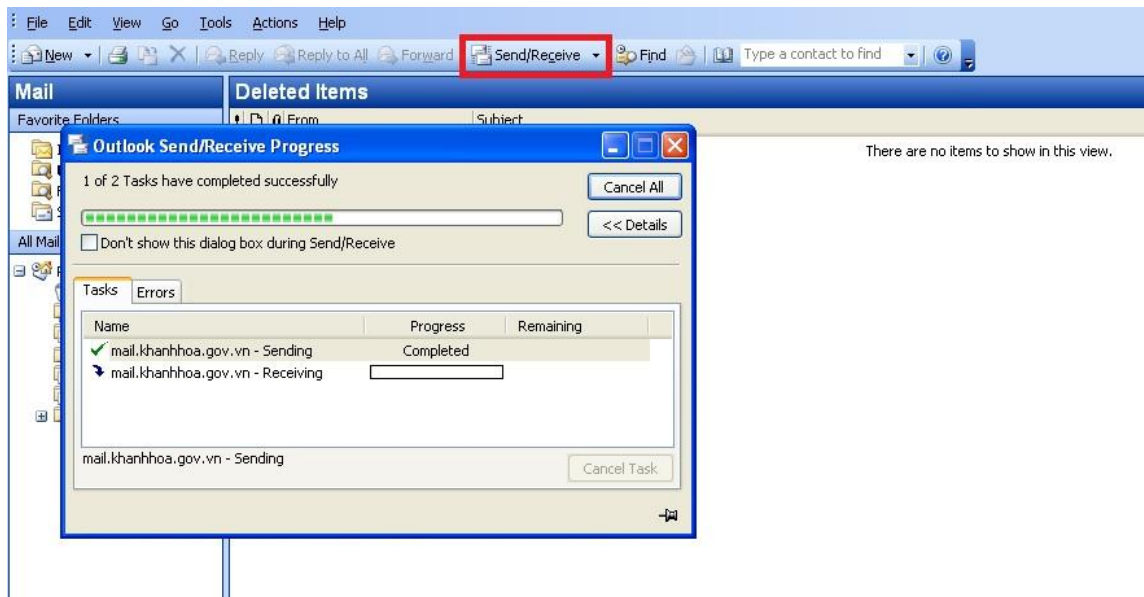 File Edit View Go Tools Actions Help
New Reply Reply to All Forward Send/Receive Find Type a contact to find
Mail Deleted Items
Favorite Folders From Subject
There are no items to show in this view.
Outlook Send/Receive Progress
1 of 2 Tasks have completed successfully
Cancel All
<< Details
Don't show this dialog box during Send/Receive
All Mail
Tasks Errors
Name Progress Remaining
mail.khanhhoa.gov.vn - Sending Completed
mail.khanhhoa.gov.vn - Receiving
mail.khanhhoa.gov.vn - Sending
Cancel Task